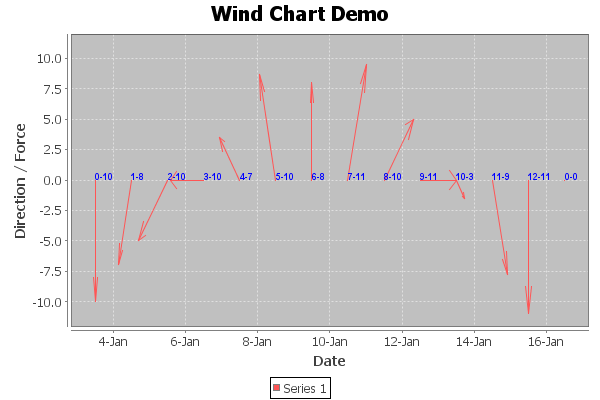 Wind Chart Demo
Direction / Force
10.0
7.5
5.0
2.5
0.0
-2.5
-5.0
-7.5
-10.0
0-10 1-8 2-10 3-10 4-7 5-10 6-8 7-11 8-10 9-11 10-3 11-9 12-11 0-0
4-Jan 6-Jan 8-Jan 10-Jan 12-Jan 14-Jan 16-Jan
Date
Series 1